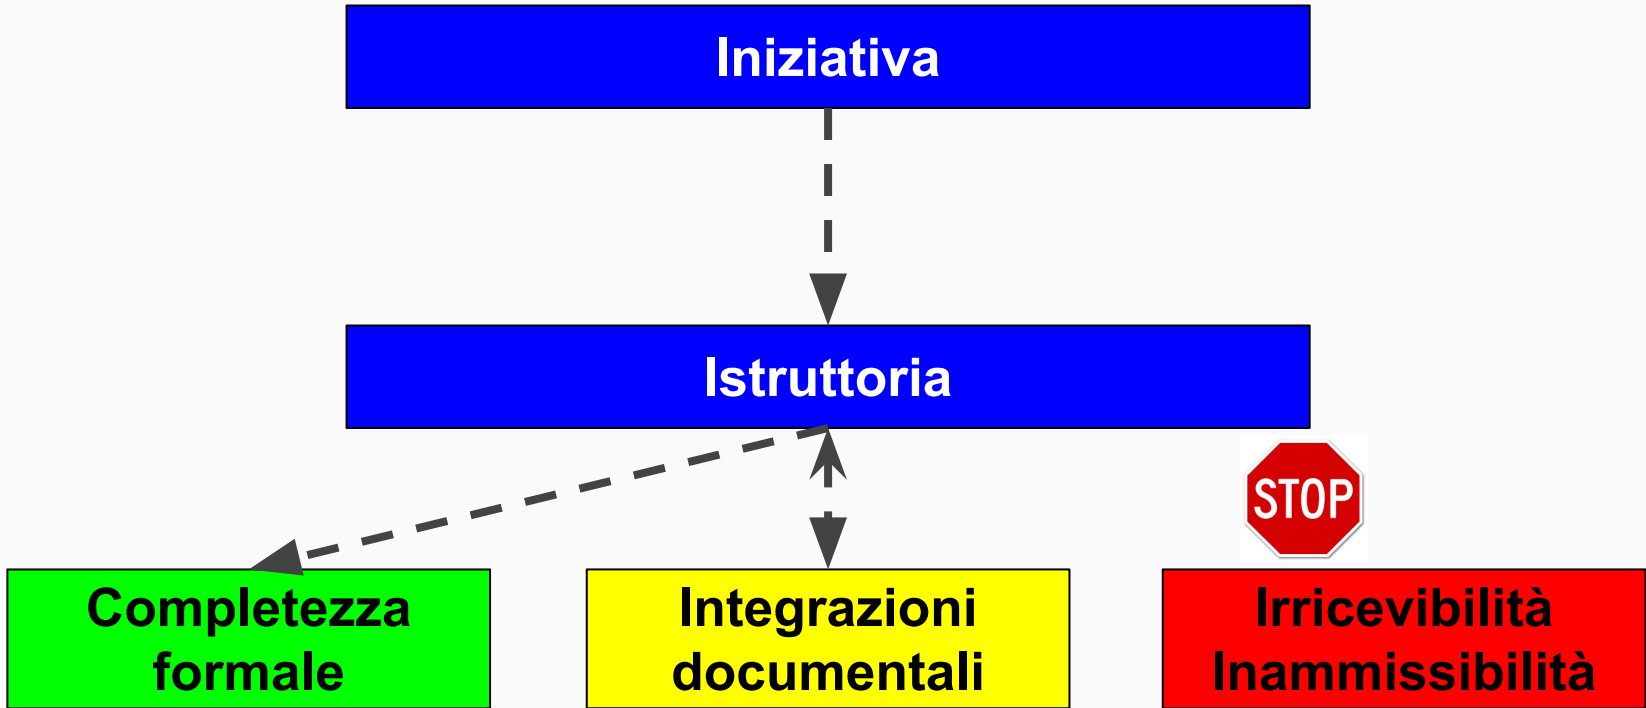 Iniziativa
Istruttoria
STOP
Completezza
formale
Integrazioni
documentali
Irricevibilità
Inammissibilità